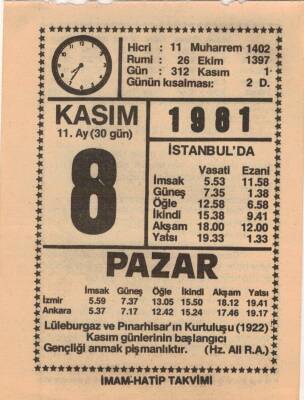 Hicri : 11 Muharrem 1402
Rumi : 26 Ekim 1397
Gün : 312 Kasım 1
Günün kısalması: 2 D.
KASIM
11. Ay (30 gün)
8
1981
İSTANBUL'DA
Vasati Ezani
İmsak 5.53 11.58
Güneş 7.35 1.38
Öğle 12.58 6.58
İkindi 15.38 9.41
Akşam 18.00 12.00
Yatsı 19.33 1.33
PAZAR
İmsak Güneş Öğle İkindi Akşam Yatsı
İzmir 5.59 7.37 13.05 15.50 18.12 19.41
Ankara 5.37 7.17 12.42 15.24 17.46 19.17
Lüleburgaz ve Pınarhisar'ın Kurtuluşu (1922)
Kasım günlerinin başlangıcı
Gençliği anmak pişmanlıktır. (Hz. Ali R.A.)
İMAM-HATİP TAKVİMİ